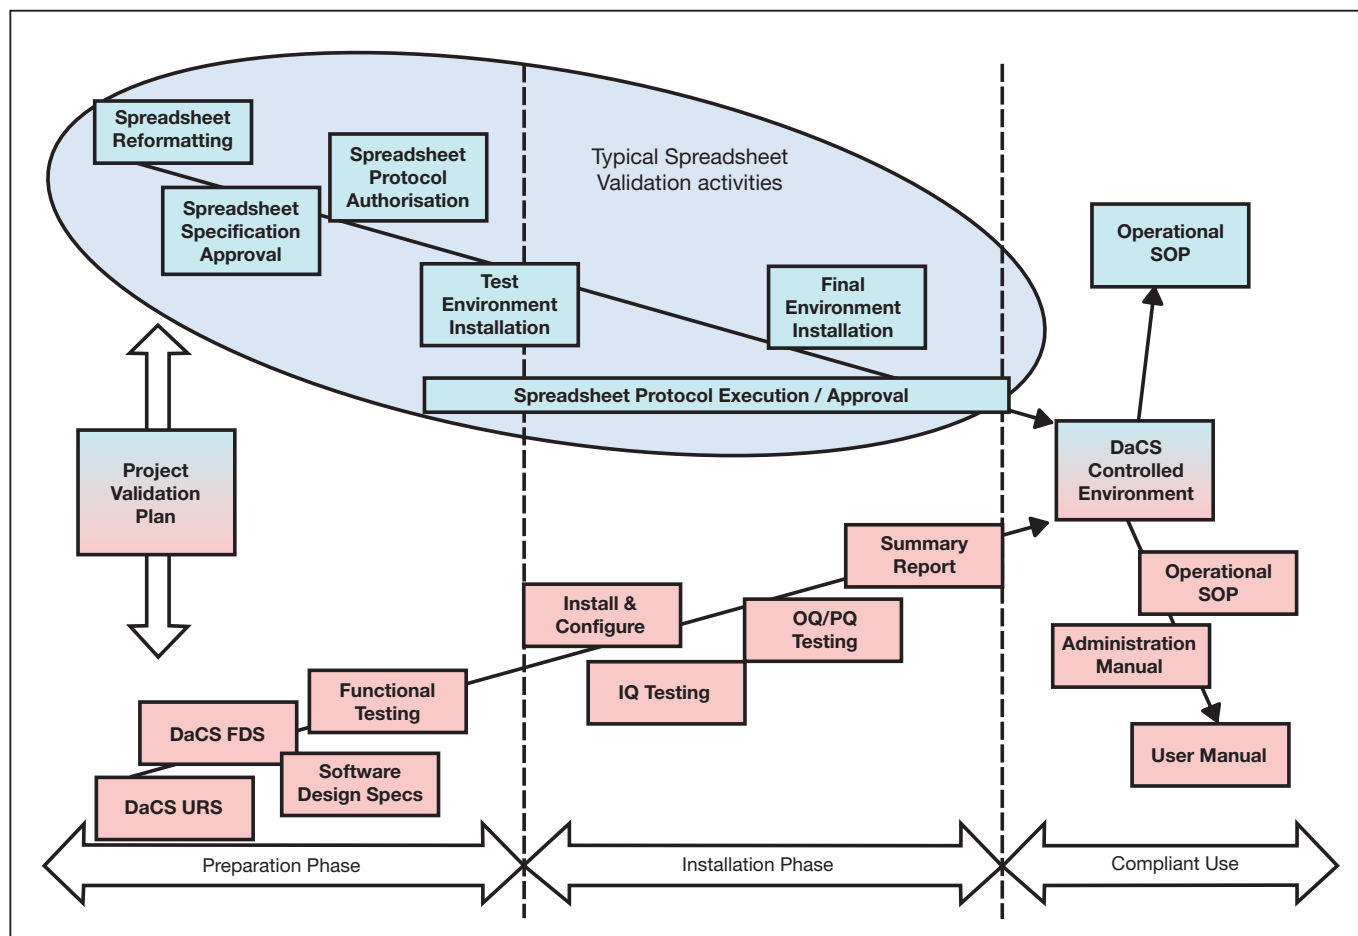 Spreadsheet
Reformatting
Spreadsheet
Protocol
Authorisation
Typical Spreadsheet
Validation activities
Spreadsheet
Specification
Approval
Operational
SOP
Test
Environment
Installation
Final
Environment
Installation
Spreadsheet Protocol Execution / Approval
Project
Validation
Plan
DaCS
Controlled
Environment
Summary
Report
Operational
SOP
Install &
Configure
OQ/PQ
Testing
Administration
Manual
IQ Testing
Functional
Testing
DaCS FDS
User Manual
Software
Design Specs
DaCS URS
Preparation Phase
Installation Phase
Compliant Use